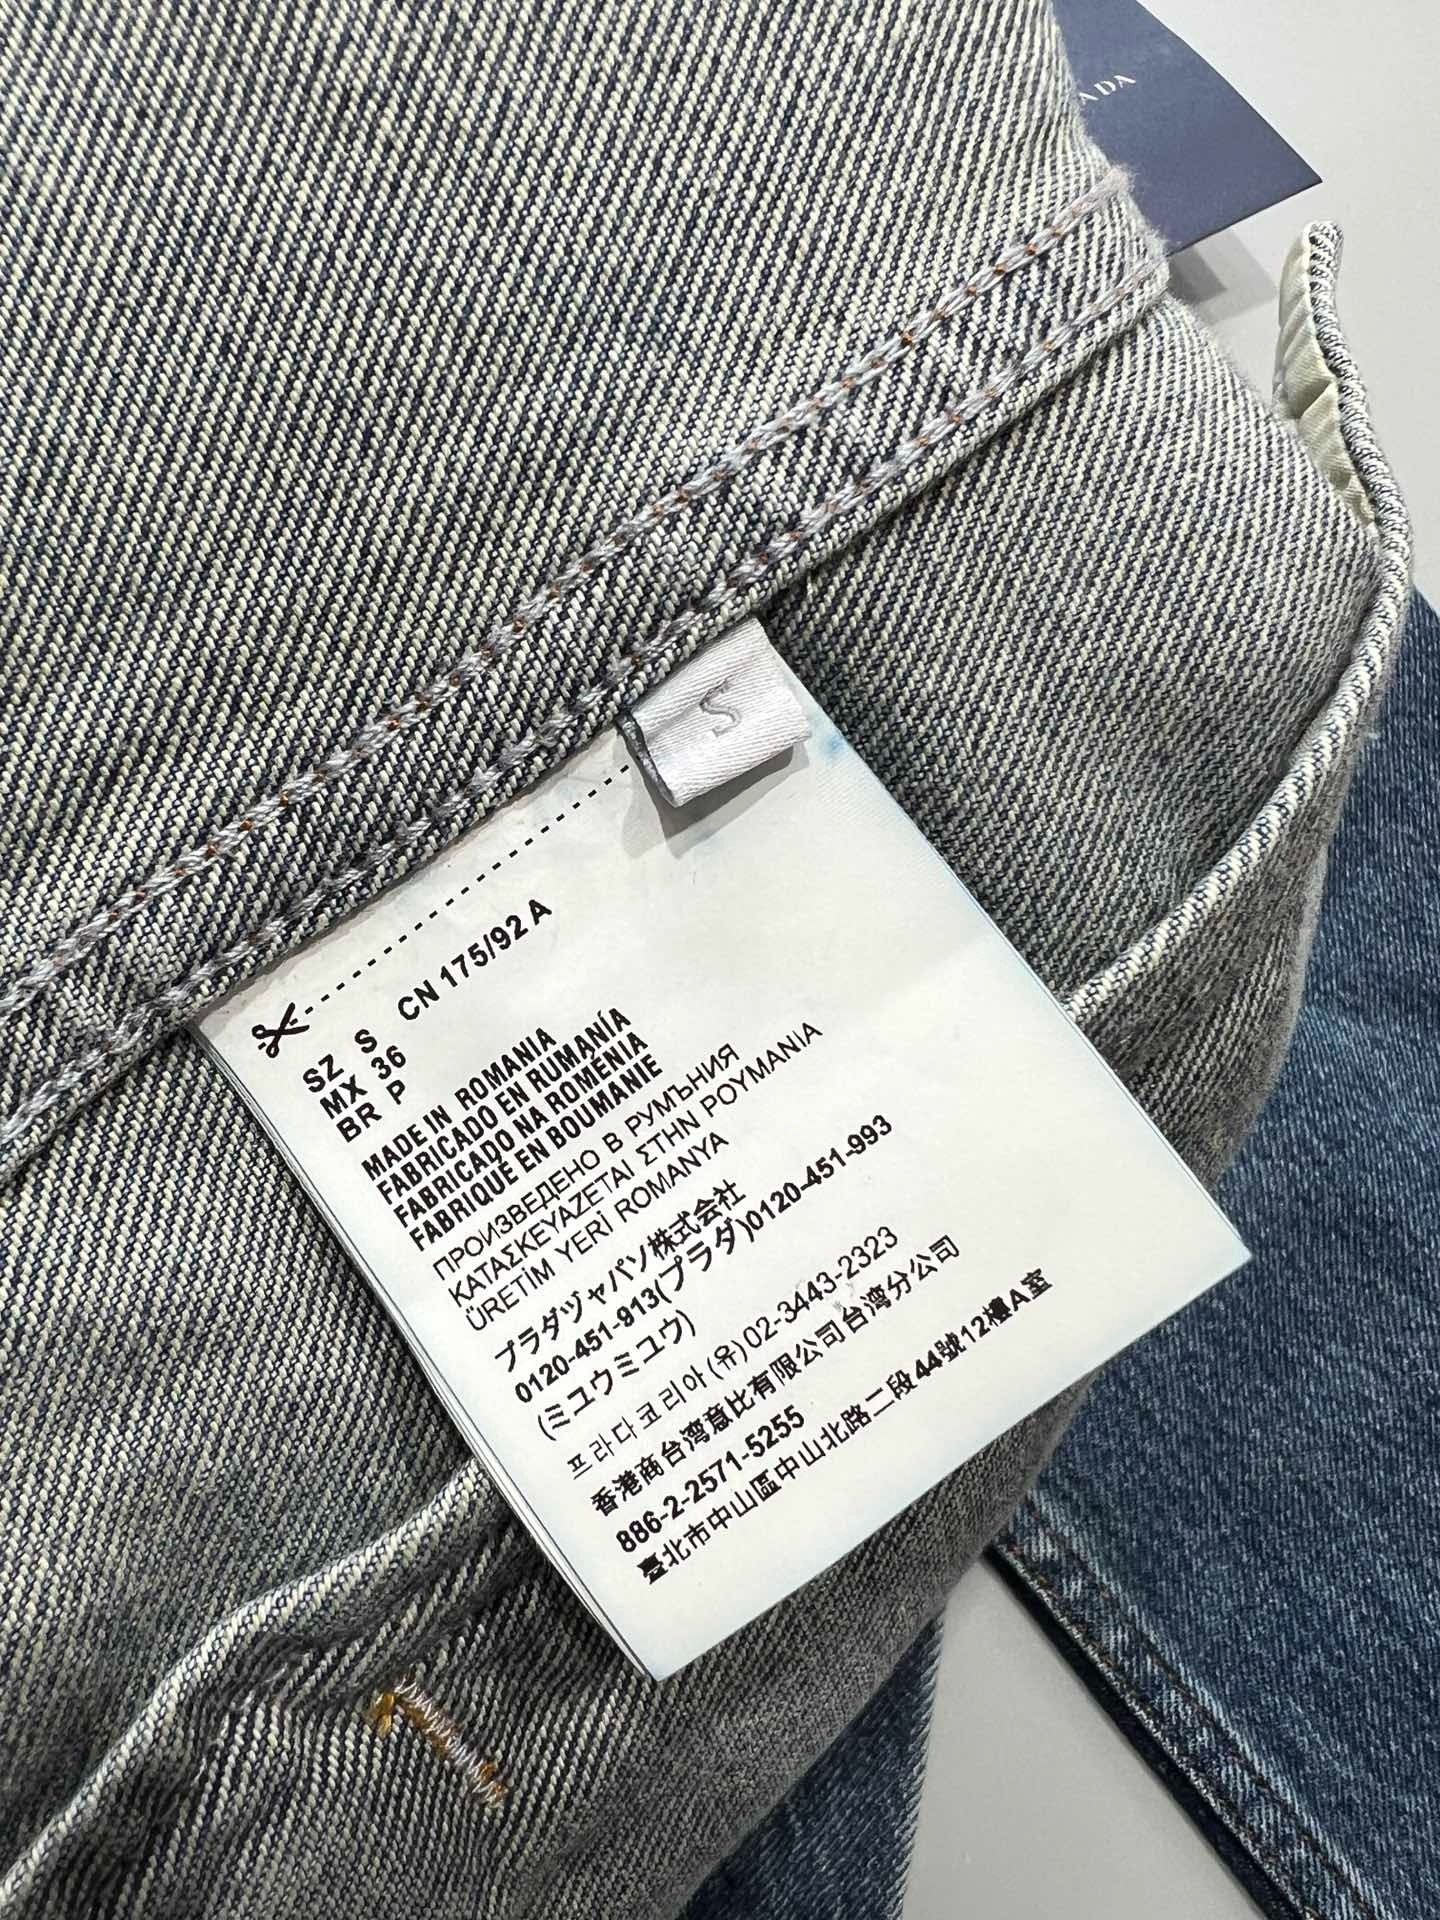 ADA
S
SZ S CN 175/92 A
MX 36
BR P
MADE IN ROMANIA
FABRICADO EN RUMANÍA
FABRICADO NA ROMÉNIA
FABRIQUÉ EN ROUMANIE
ПРОИЗВЕДЕНО В РУМЪНИЯ
ΚΑΤΑΣΚΕΥΑΖΕΤΑΙ ΣΤΗΝ ΡΟΥΜΑΝΙΑ
ÜRETİM YERİ ROMANYA
プラダジャパン株式会社
0120-451-913(プラダ)0120-451-993
(ミユウミユウ)
프라다코리아(유)02-3443-2323
香港商台湾意比有限公司台湾分公司
886-2-2571-5255
臺北市中山區中山北路二段44號12樓A室